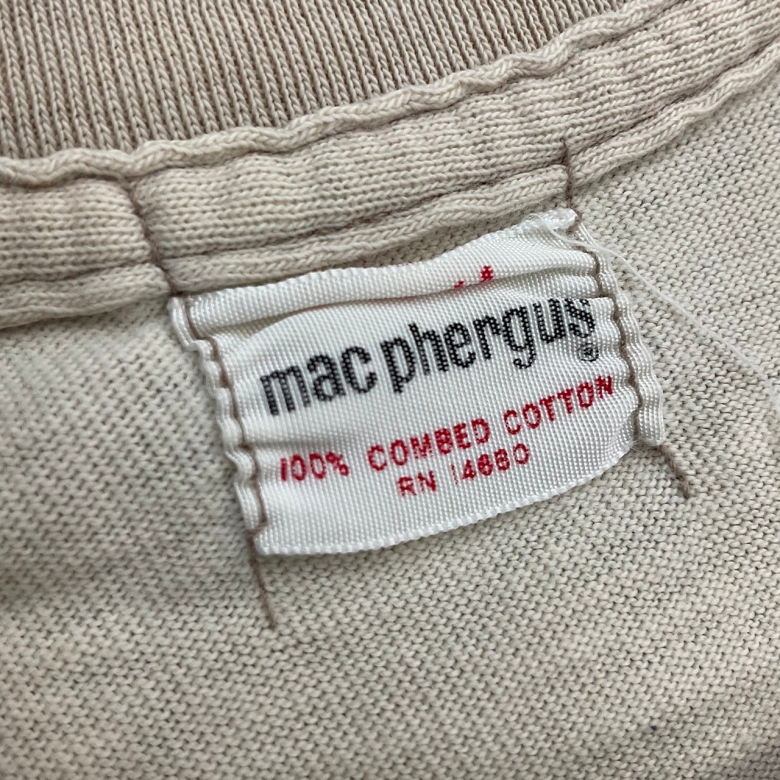 mac phergus®
100% COMBED COTTON
RN 14680